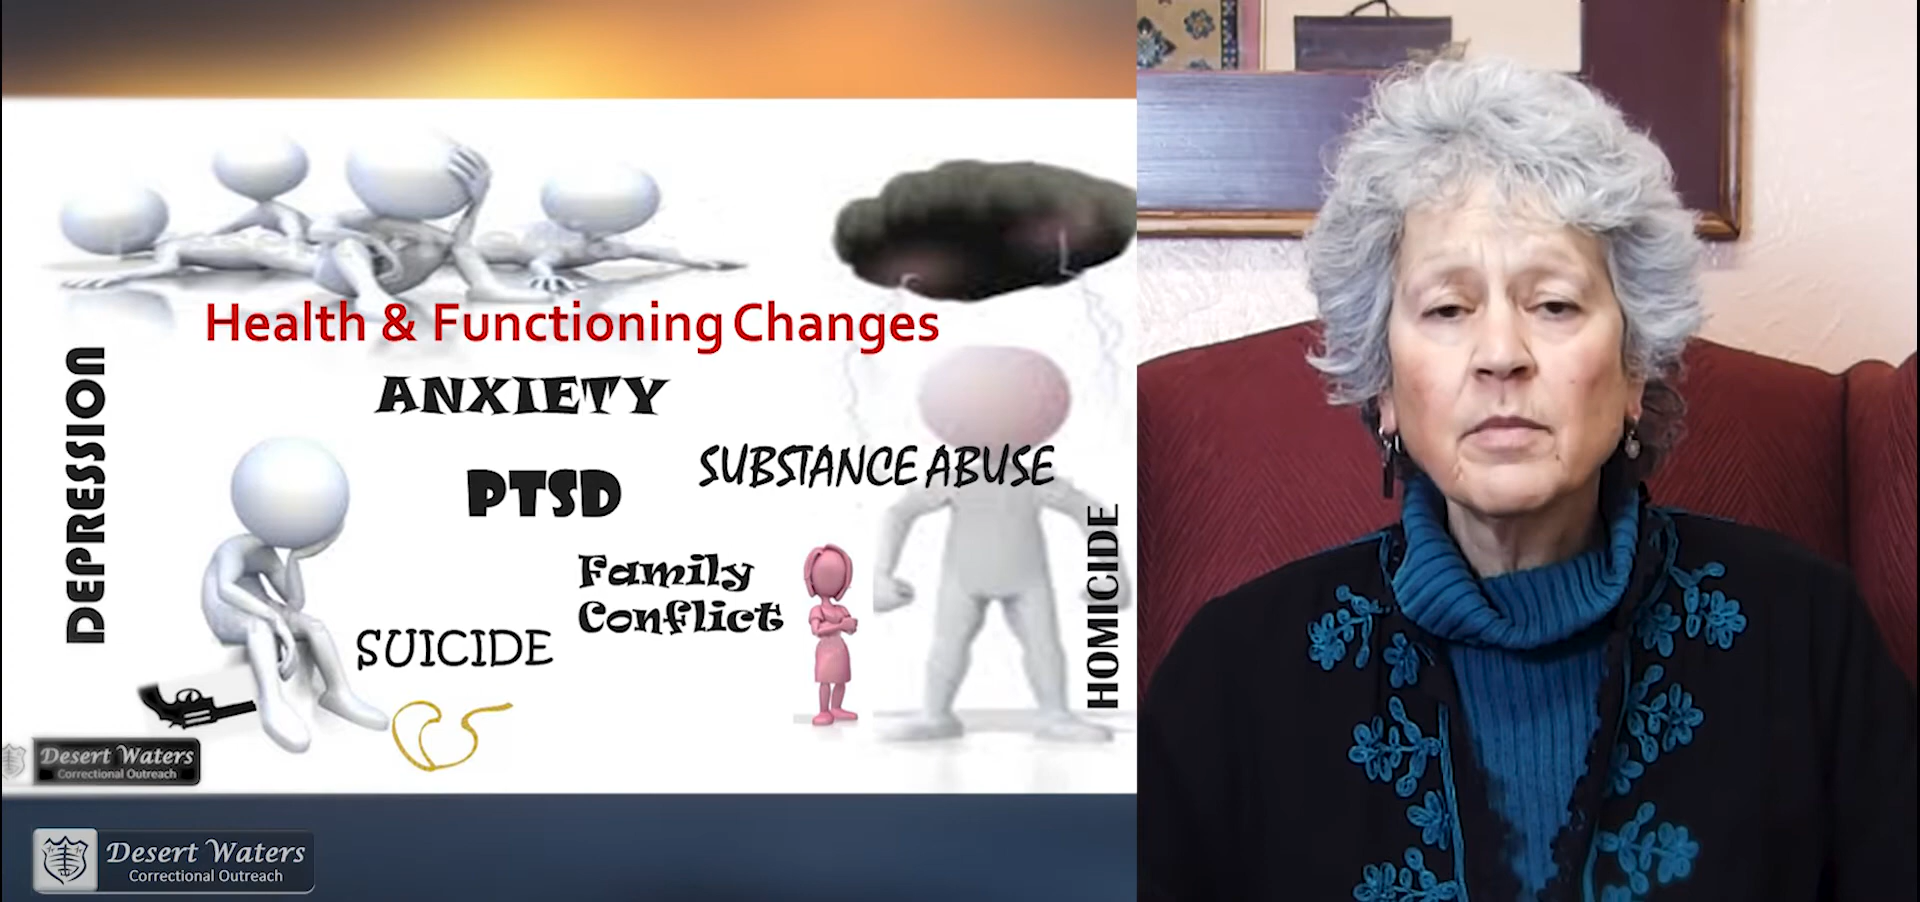 Health & Functioning Changes
DEPRESSION
ANXIETY
SUBSTANCE ABUSE
PTSD
Family
Conflict
HOMICIDE
SUICIDE
Desert Waters
Correctional Outreach
Desert Waters
Correctional Outreach